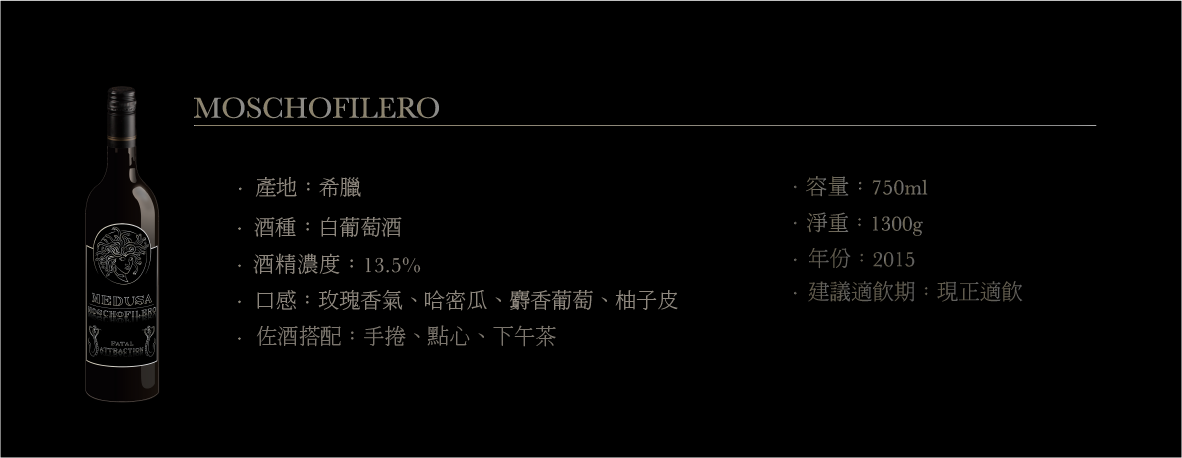 MOSCHOFILERO
· 產地：希臘
· 酒種：白葡萄酒
· 酒精濃度：13.5%
· 口感：玫瑰香氣、哈密瓜、麝香葡萄、柚子皮
· 佐酒搭配：手捲、點心、下午茶
· 容量：750ml
· 淨重：1300g
· 年份：2015
· 建議適飲期：現正適飲
MEDUSA
MOSCHOFILERO
FATAL
ATTRACTION